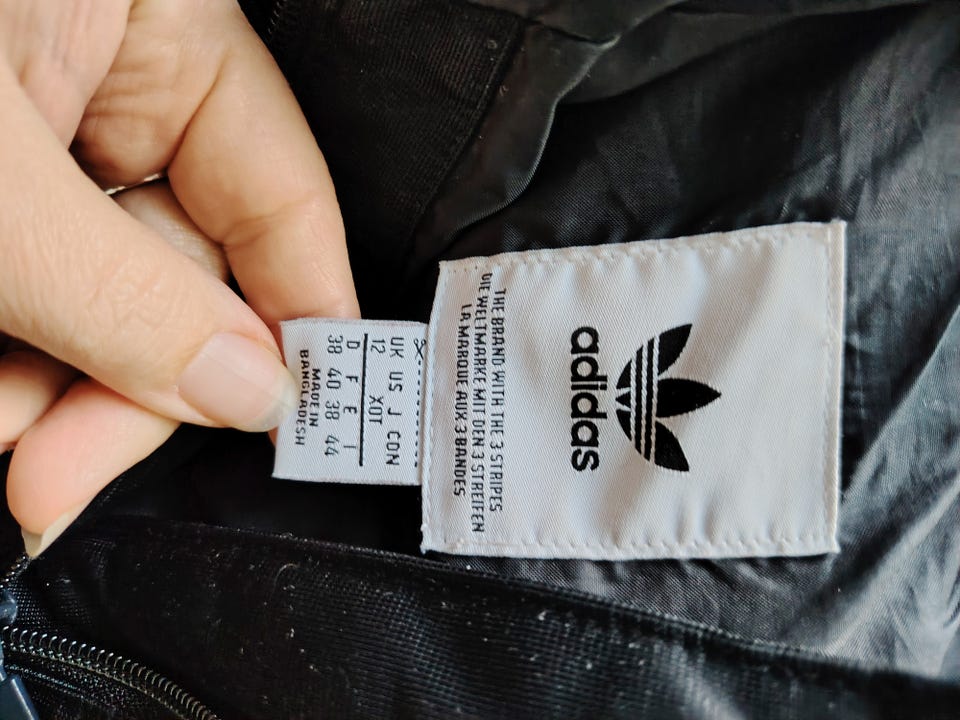 adidas
THE BRAND WITH THE 3 STRIPES
DIE WELTMARKE MIT DEN 3 STREIFEN
LA MARQUE AUX 3 BANDES
UK US J CON
12 XOT
D F E I
38 40 38 44
MADE IN
BANGLADESH